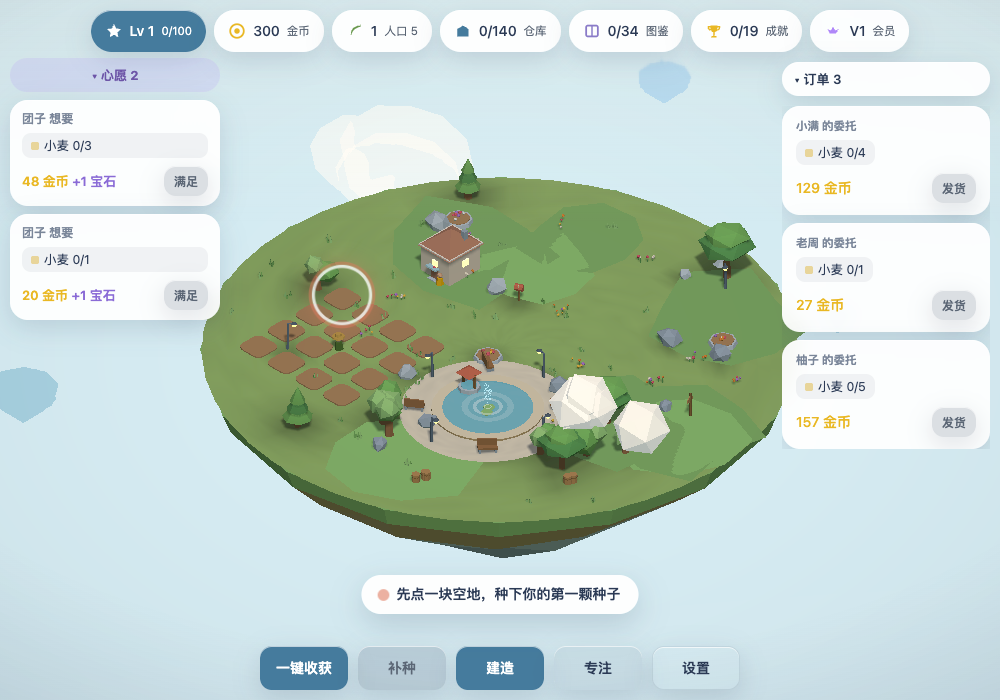 Lv 1 0/100
300 金币
1 人口 5
0/140 仓库
0/34 图鉴
0/19 成就
V1 会员
▾ 心愿 2
团子 想要
小麦 0/3
48 金币 +1 宝石
满足
团子 想要
小麦 0/1
20 金币 +1 宝石
满足
▾ 订单 3
小满 的委托
小麦 0/4
129 金币
发货
老周 的委托
小麦 0/1
27 金币
发货
柚子 的委托
小麦 0/5
157 金币
发货
先点一块空地，种下你的第一颗种子
一键收获
补种
建造
专注
设置